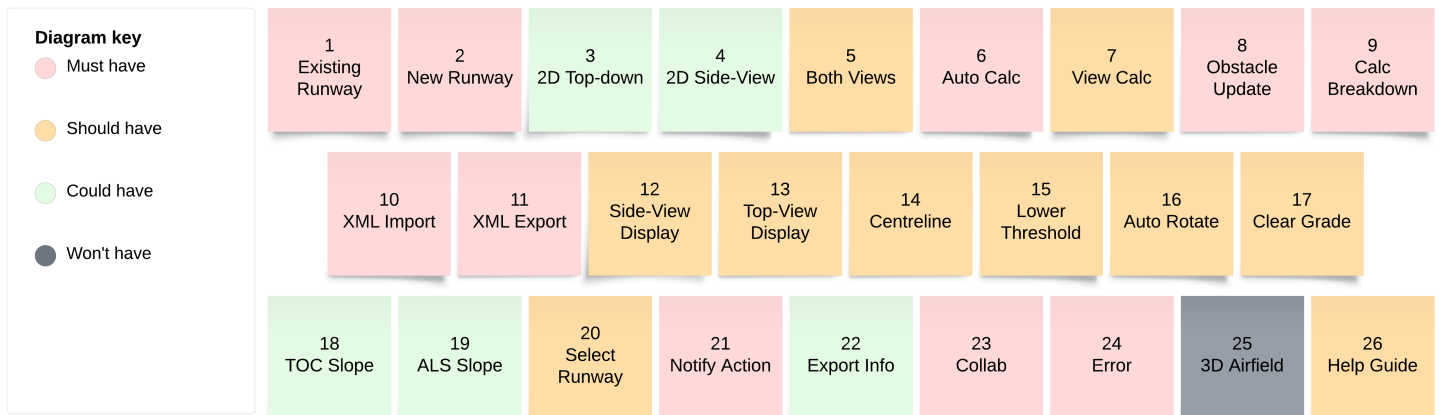 Diagram key
Must have
Should have
Could have
Won't have
1
Existing
Runway
2
New Runway
3
2D Top-down
4
2D Side-View
5
Both Views
6
Auto Calc
7
View Calc
8
Obstacle
Update
9
Calc
Breakdown
10
XML Import
11
XML Export
12
Side-View
Display
13
Top-View
Display
14
Centreline
15
Lower
Threshold
16
Auto Rotate
17
Clear Grade
18
TOC Slope
19
ALS Slope
20
Select
Runway
21
Notify Action
22
Export Info
23
Collab
24
Error
25
3D Airfield
26
Help Guide